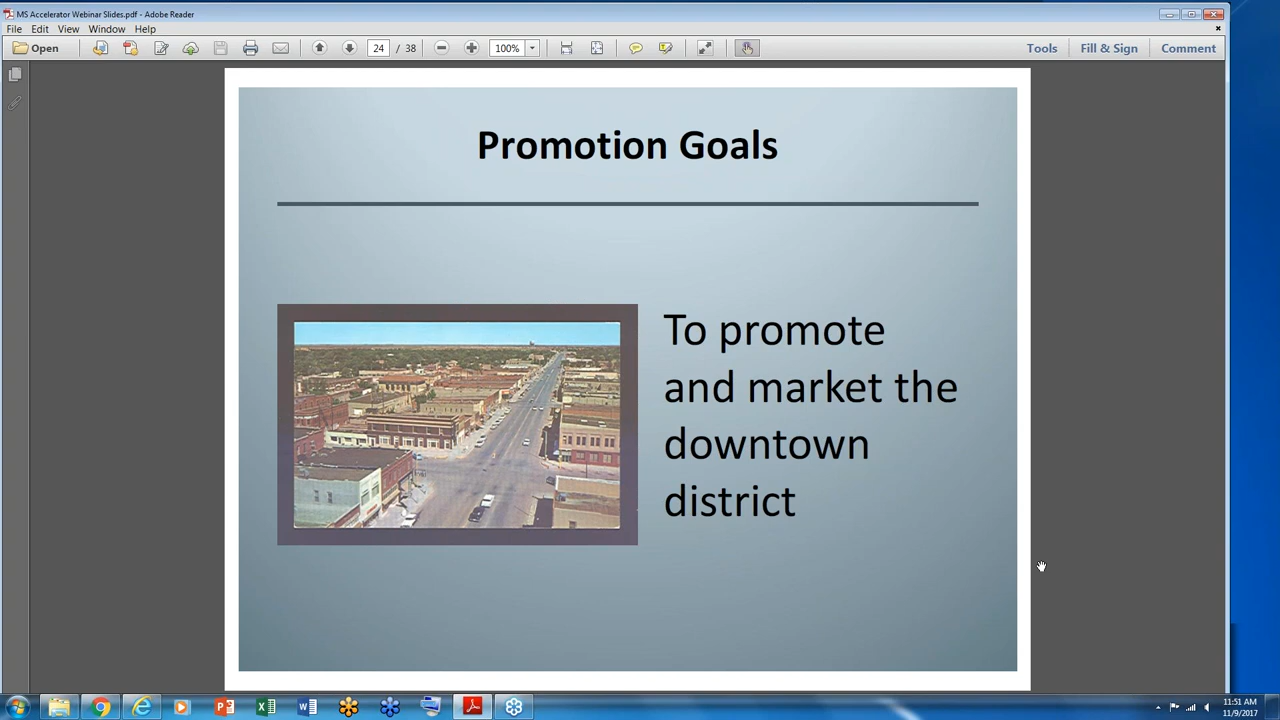 MS Accelerator Webinar Slides.pdf - Adobe Reader
File Edit View Window Help
Open 24 / 38 100% Tools Fill & Sign Comment
Promotion Goals
To promote
and market the
downtown
district
11:51 AM
11/9/2017